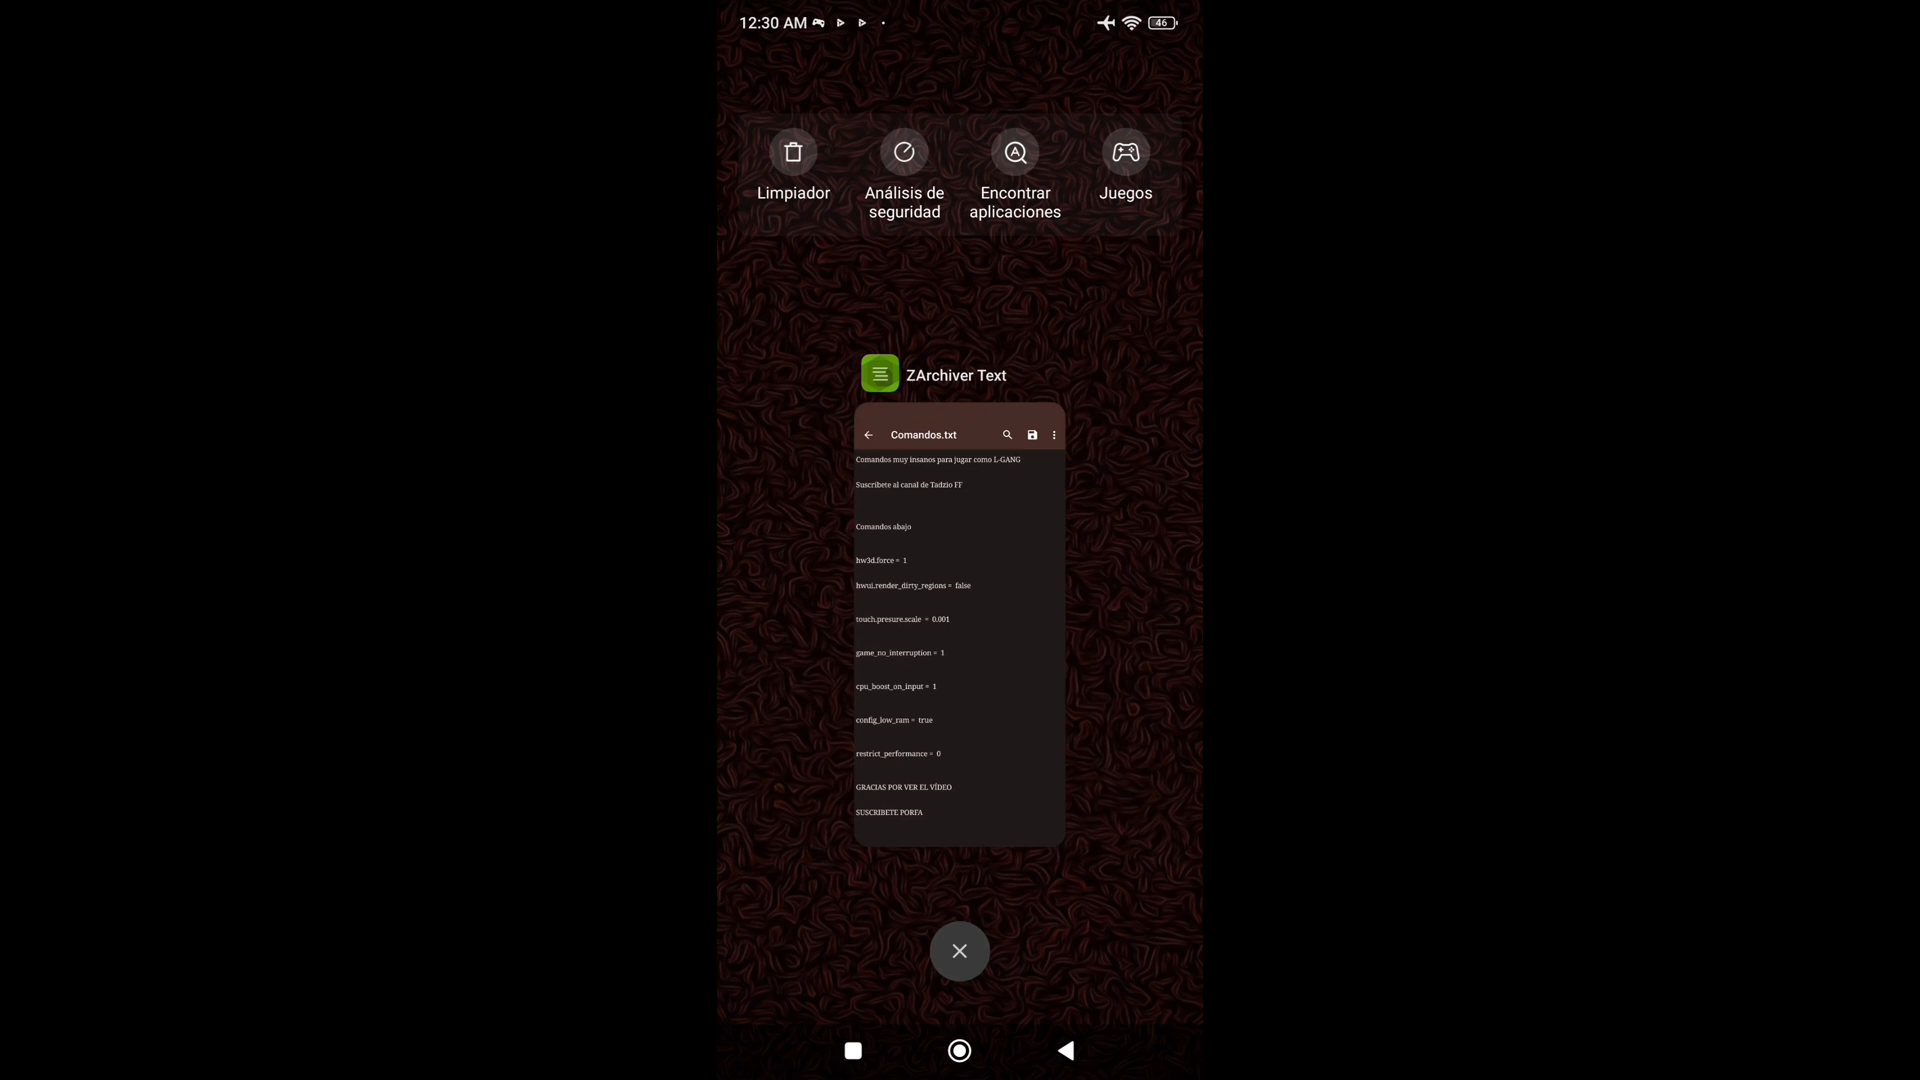 12:30 AM
46
Limpiador
Análisis de
seguridad
Encontrar
aplicaciones
Juegos
ZArchiver Text
Comandos.txt
Comandos muy insanos para jugar como L-GANG
Suscribete al canal de Tadzio FF
Comandos abajo
hw3d.force = 1
hwui.render_dirty_regions = false
touch.presure.scale = 0.001
game_no_interruption = 1
cpu_boost_on_input = 1
config_low_ram = true
restrict_performance = 0
GRACIAS POR VER EL VÍDEO
SUSCRIBETE PORFA